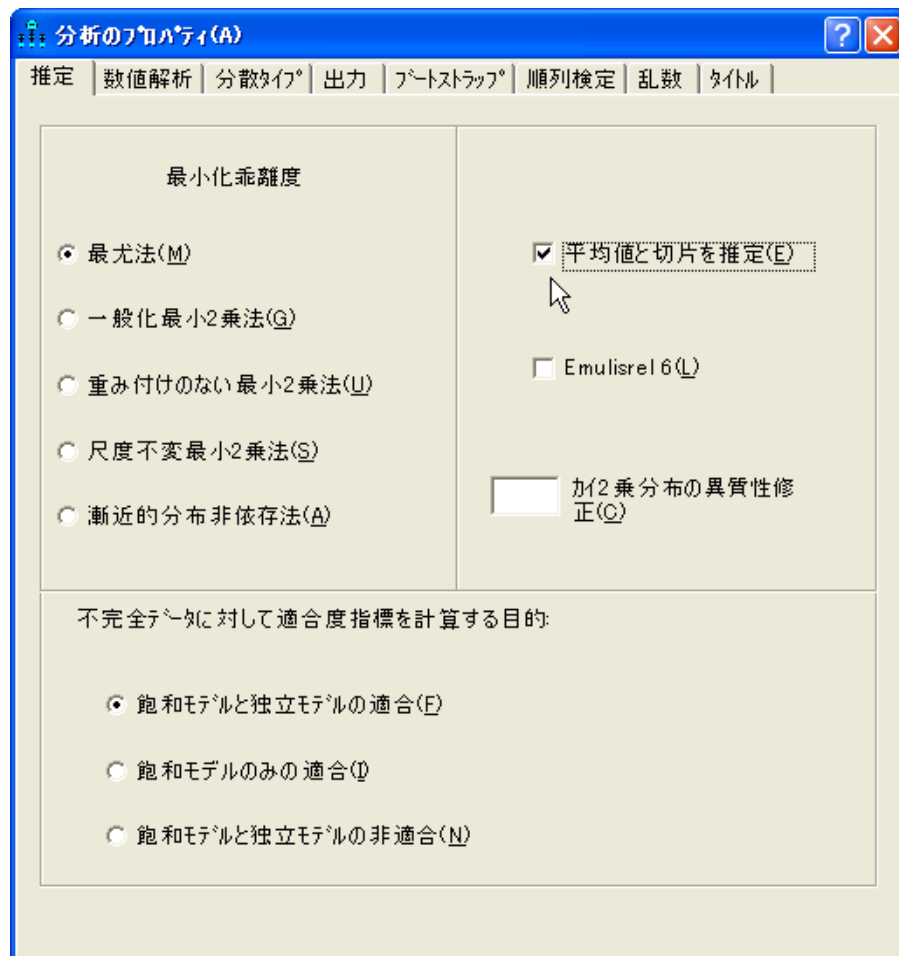 分析のﾌﾟﾛﾊﾟﾃｨ(A)
推定 数値解析 分散ﾀｲﾌﾟ 出力 ﾌﾞｰﾄｽﾄﾗｯﾌﾟ 順列検定 乱数 ﾀｲﾄﾙ
最小化乖離度
最尤法(M)
一般化最小2乗法(G)
重み付けのない最小2乗法(U)
尺度不変最小2乗法(S)
漸近的分布非依存法(A)
平均値と切片を推定(E)
Emulisrel 6(L)
ｶｲ2乗分布の異質性修
正(C)
不完全ﾃﾞｰﾀに対して適合度指標を計算する目的:
飽和ﾓﾃﾞﾙと独立ﾓﾃﾞﾙの適合(F)
飽和モデルのみの適合(I)
飽和ﾓﾃﾞﾙと独立ﾓﾃﾞﾙの非適合(N)